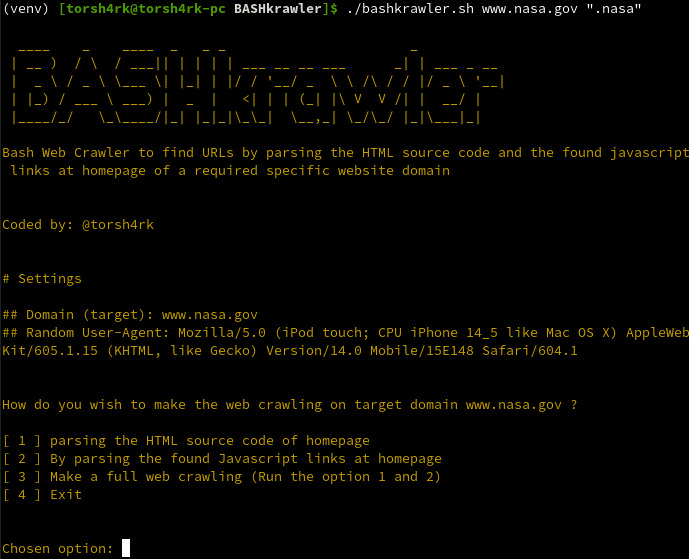 (venv) [torsh4rk@torsh4rk-pc BASHkrawler]$ ./bashkrawler.sh www.nasa.gov ".nasa"
BASHkrawler
Bash Web Crawler to find URLs by parsing the HTML source code and the found javascript
links at homepage of a required specific website domain
Coded by: @torsh4rk
# Settings
## Domain (target): www.nasa.gov
## Random User-Agent: Mozilla/5.0 (iPod touch; CPU iPhone 14_5 like Mac OS X) AppleWeb
Kit/605.1.15 (KHTML, like Gecko) Version/14.0 Mobile/15E148 Safari/604.1
How do you wish to make the web crawling on target domain www.nasa.gov ?
[ 1 ] parsing the HTML source code of homepage
[ 2 ] By parsing the found Javascript links at homepage
[ 3 ] Make a full web crawling (Run the option 1 and 2)
[ 4 ] Exit
Chosen option: